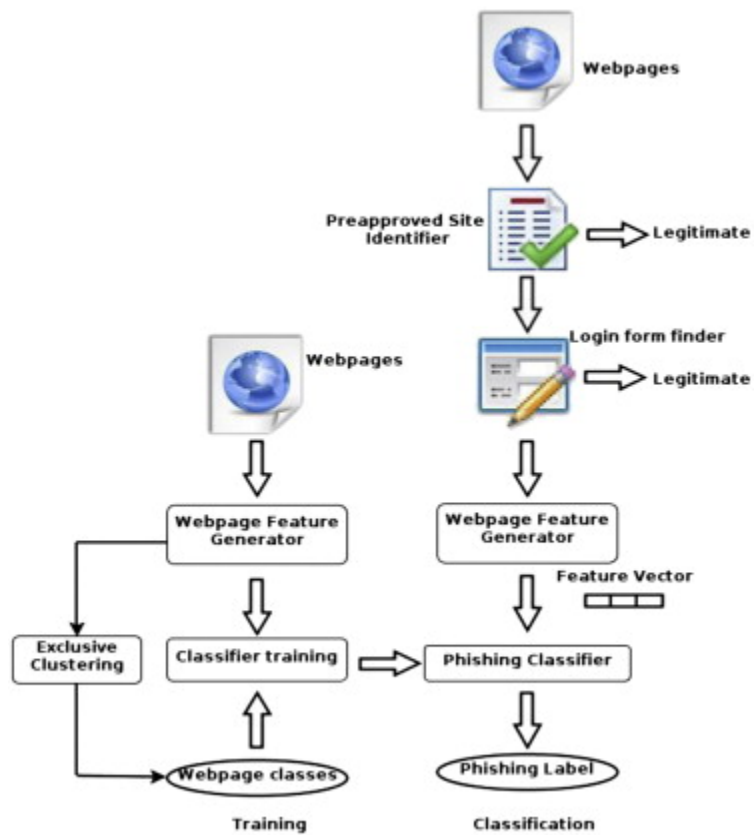 Webpages
Preapproved Site
Identifier
Legitimate
Login form finder
Legitimate
Webpages
Webpage Feature
Generator
Webpage Feature
Generator
Feature Vector
Exclusive
Clustering
Classifier training
Phishing Classifier
Webpage classes
Phishing Label
Training
Classification